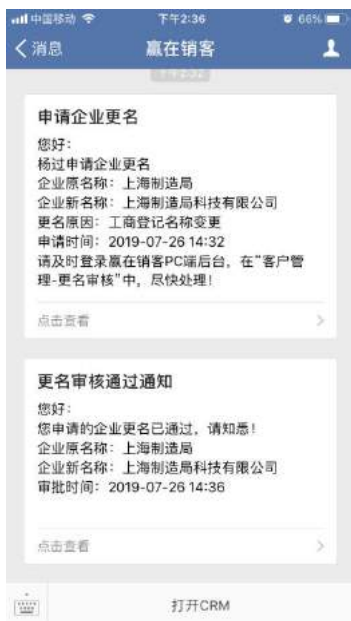 中国移动 下午2:36 66%
消息 赢在销客
下午2:32
申请企业更名
您好：
杨过申请企业更名
企业原名称：上海制造局
企业新名称：上海制造局科技有限公司
更名原因：工商登记名称变更
申请时间：2019-07-26 14:32
请及时登录赢在销客PC端后台，在“客户管
理-更名审核”中，尽快处理！
点击查看
更名审核通过通知
您好：
您申请的企业更名已通过，请知悉！
企业原名称：上海制造局
企业新名称：上海制造局科技有限公司
审批时间：2019-07-26 14:36
点击查看
打开CRM